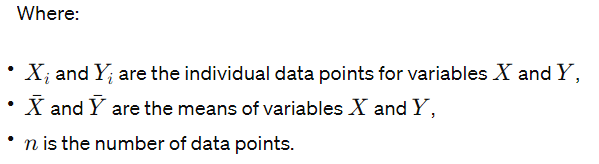 Where:
• Xᵢ and Yᵢ are the individual data points for variables X and Y,
• X̄ and Ȳ are the means of variables X and Y,
• n is the number of data points.